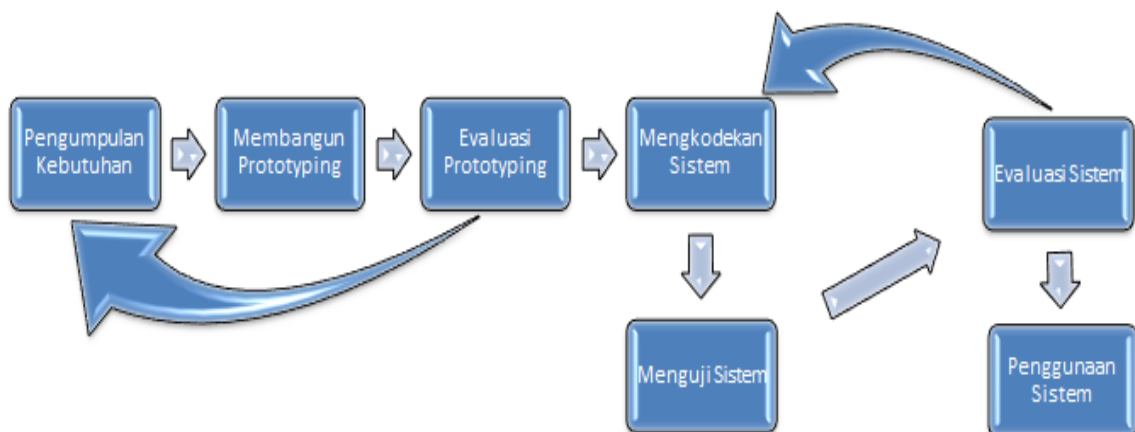 Pengumpulan
Kebutuhan
Membangun
Prototyping
Evaluasi
Prototyping
Mengkodekan
Sistem
Evaluasi Sistem
Menguji Sistem
Penggunaan
Sistem